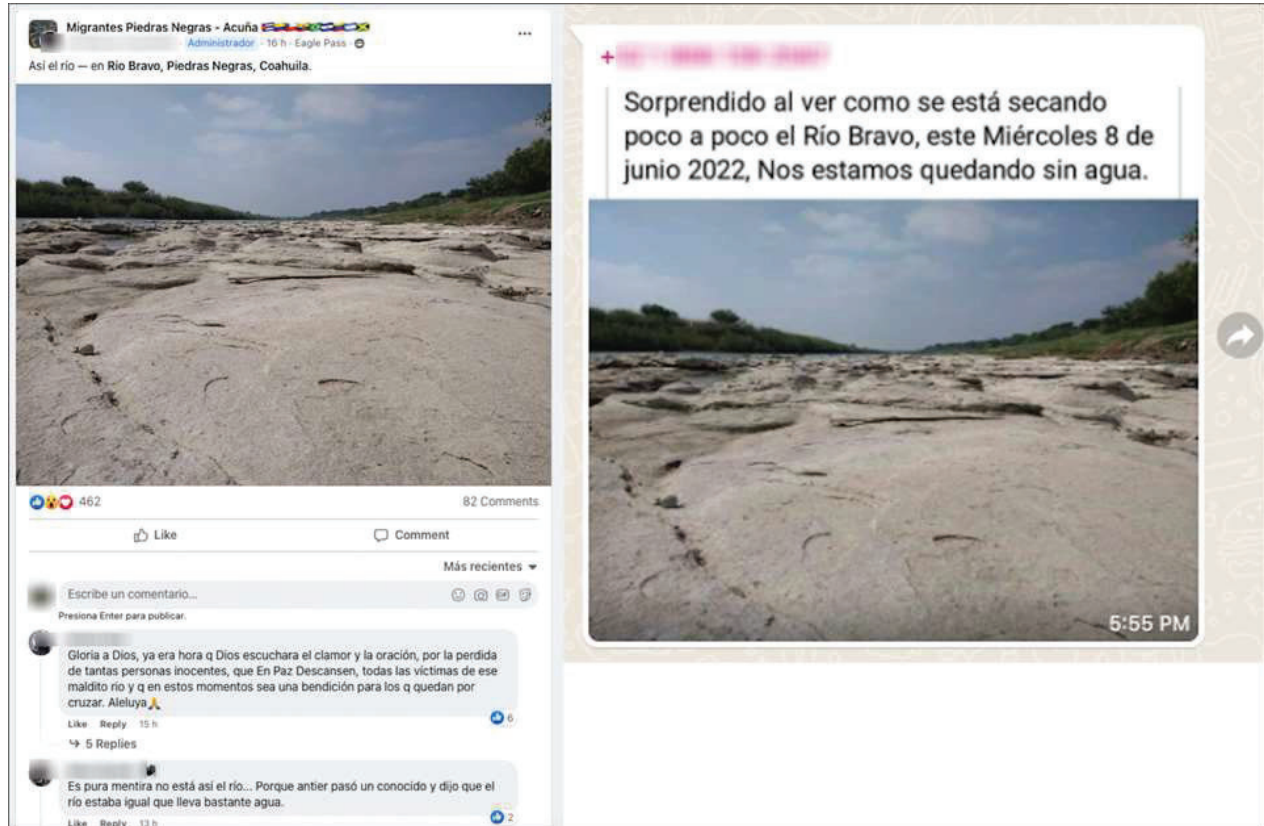 Migrantes Piedras Negras - Acuña
Administrador · 16 h · Eagle Pass ·
Así el río — en Rio Bravo, Piedras Negras, Coahuila.
462
82 Comments
Like
Comment
Más recientes
Escribe un comentario...
Presiona Enter para publicar.
Gloria a Dios, ya era hora q Dios escuchara el clamor y la oración, por la perdida
de tantas personas inocentes, que En Paz Descansen, todas las víctimas de ese
maldito río y q en estos momentos sea una bendición para los q quedan por
cruzar. Aleluya
6
Like Reply 15 h
5 Replies
Es pura mentira no está así el río... Porque antier pasó un conocido y dijo que el
río estaba igual que lleva bastante agua.
2
Like Reply 13 h
+
Sorprendido al ver como se está secando
poco a poco el Río Bravo, este Miércoles 8 de
junio 2022, Nos estamos quedando sin agua.
5:55 PM